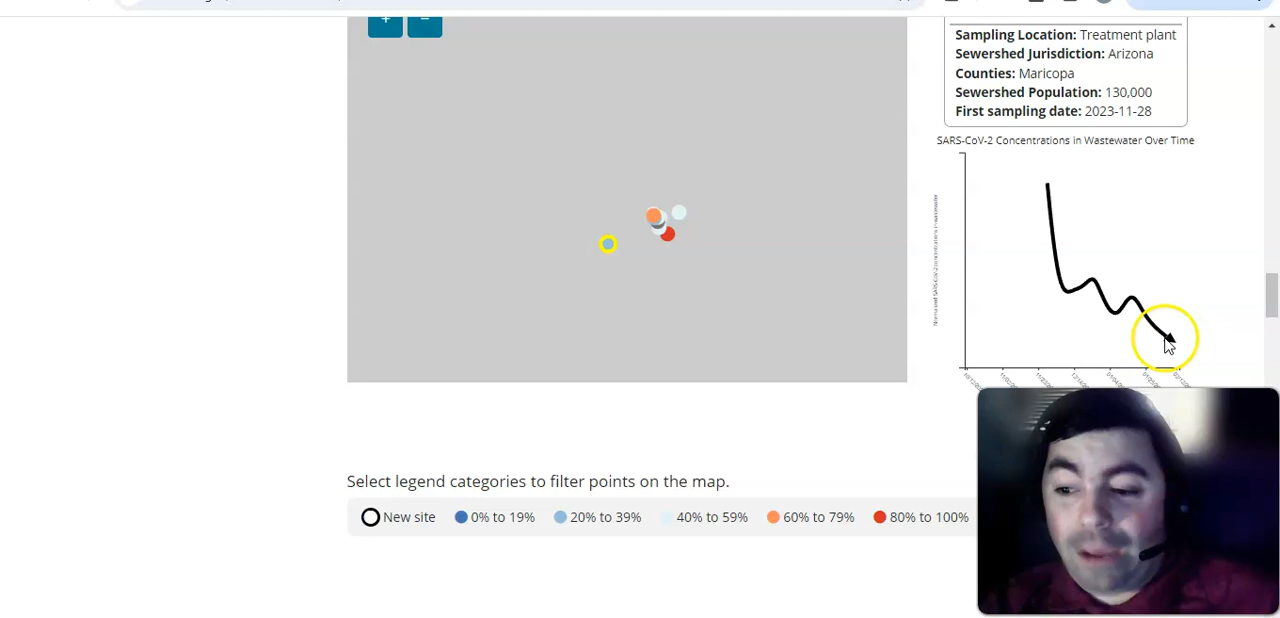 + −
Sampling Location: Treatment plant
Sewershed Jurisdiction: Arizona
Counties: Maricopa
Sewershed Population: 130,000
First sampling date: 2023-11-28
SARS-CoV-2 Concentrations in Wastewater Over Time
Select legend categories to filter points on the map.
New site 0% to 19% 20% to 39% 40% to 59% 60% to 79% 80% to 100%